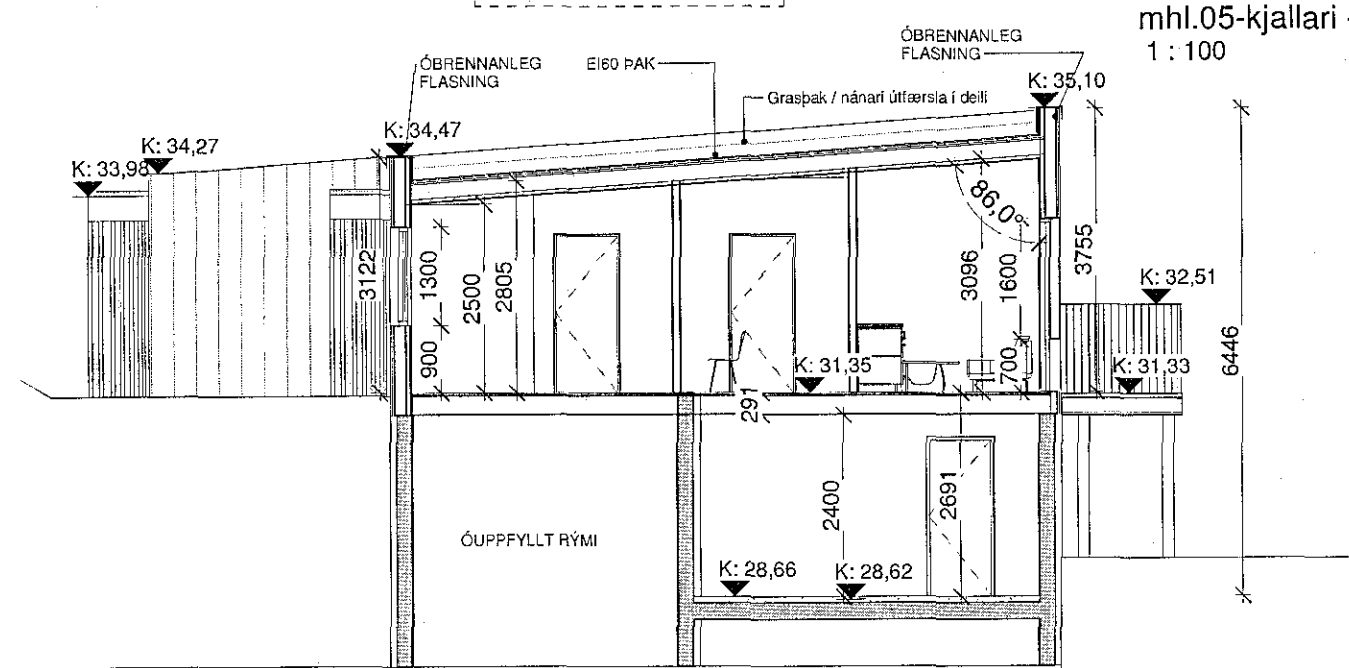 mhl.05-kjallari -
1 : 100
ÓBRENNANLEG
FLASNING
EI60 ÞAK
ÓBRENNANLEG
FLASNING
Grasþak / nánari útfærsla í deili
K: 35,10
K: 34,47
K: 34,27
K: 33,98
86,0°
3122
1300
2500
2805
3096
1600
3755
K: 32,51
6446
900
700
K: 31,35
K: 31,33
291
2400
2691
ÓUPPFYLLT RÝMI
K: 28,66
K: 28,62